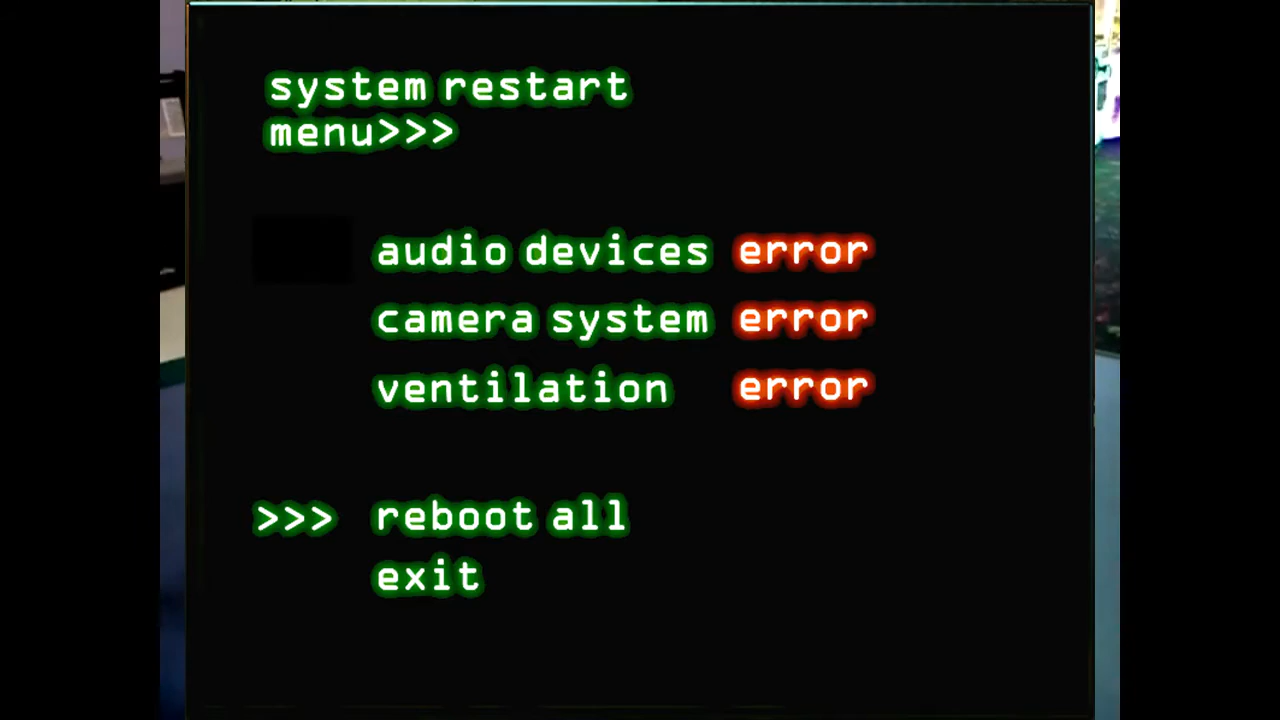 system restart
menu>>>
audio devices error
camera system error
ventilation error
>>> reboot all
exit